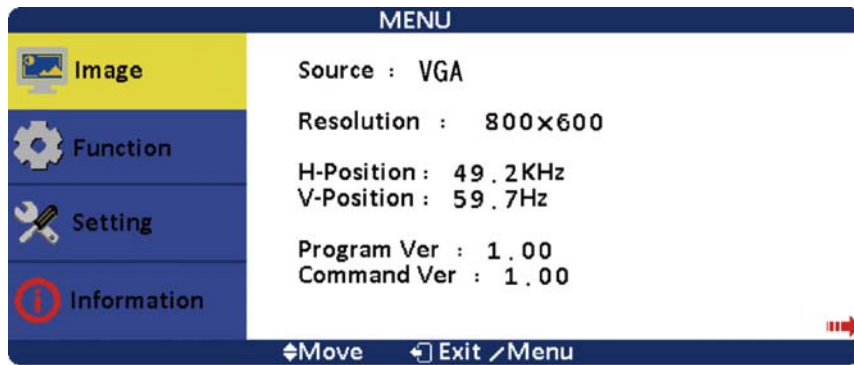 MENU
Image
Function
Setting
Information
Source : VGA
Resolution : 800×600
H-Position : 49.2KHz
V-Position : 59.7Hz
Program Ver : 1.00
Command Ver : 1.00
Move Exit /Menu